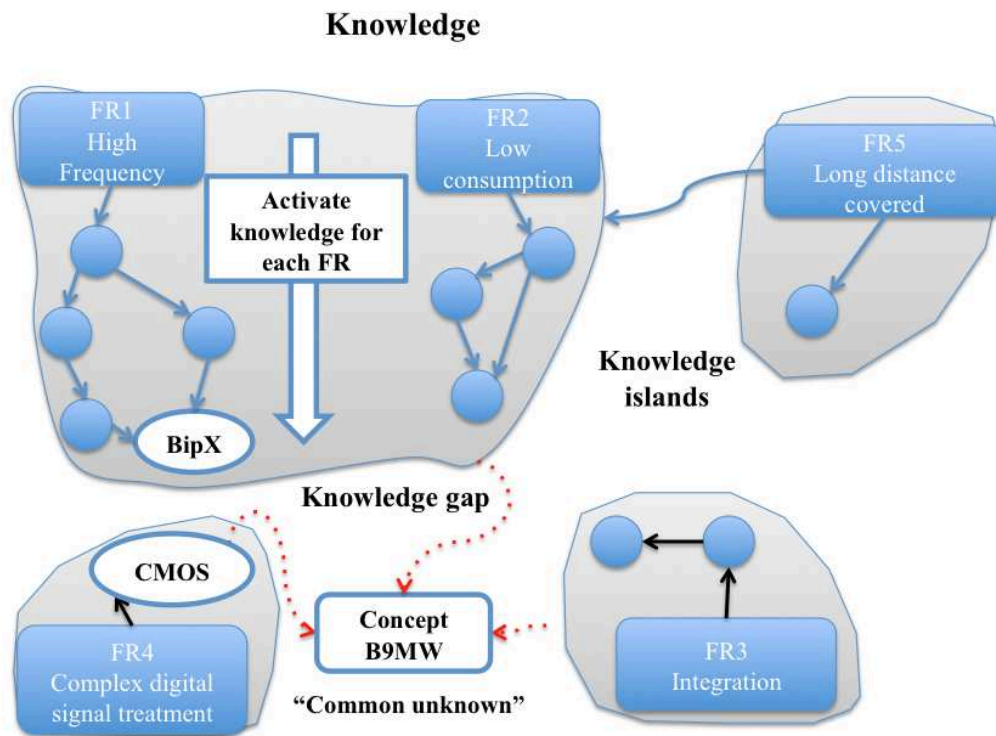 Knowledge
FR1
High
Frequency
FR2
Low
consumption
FR5
Long distance
covered
Activate
knowledge for
each FR
Knowledge
islands
BipX
Knowledge gap
CMOS
Concept
B9MW
FR4
Complex digital
signal treatment
FR3
Integration
“Common unknown”